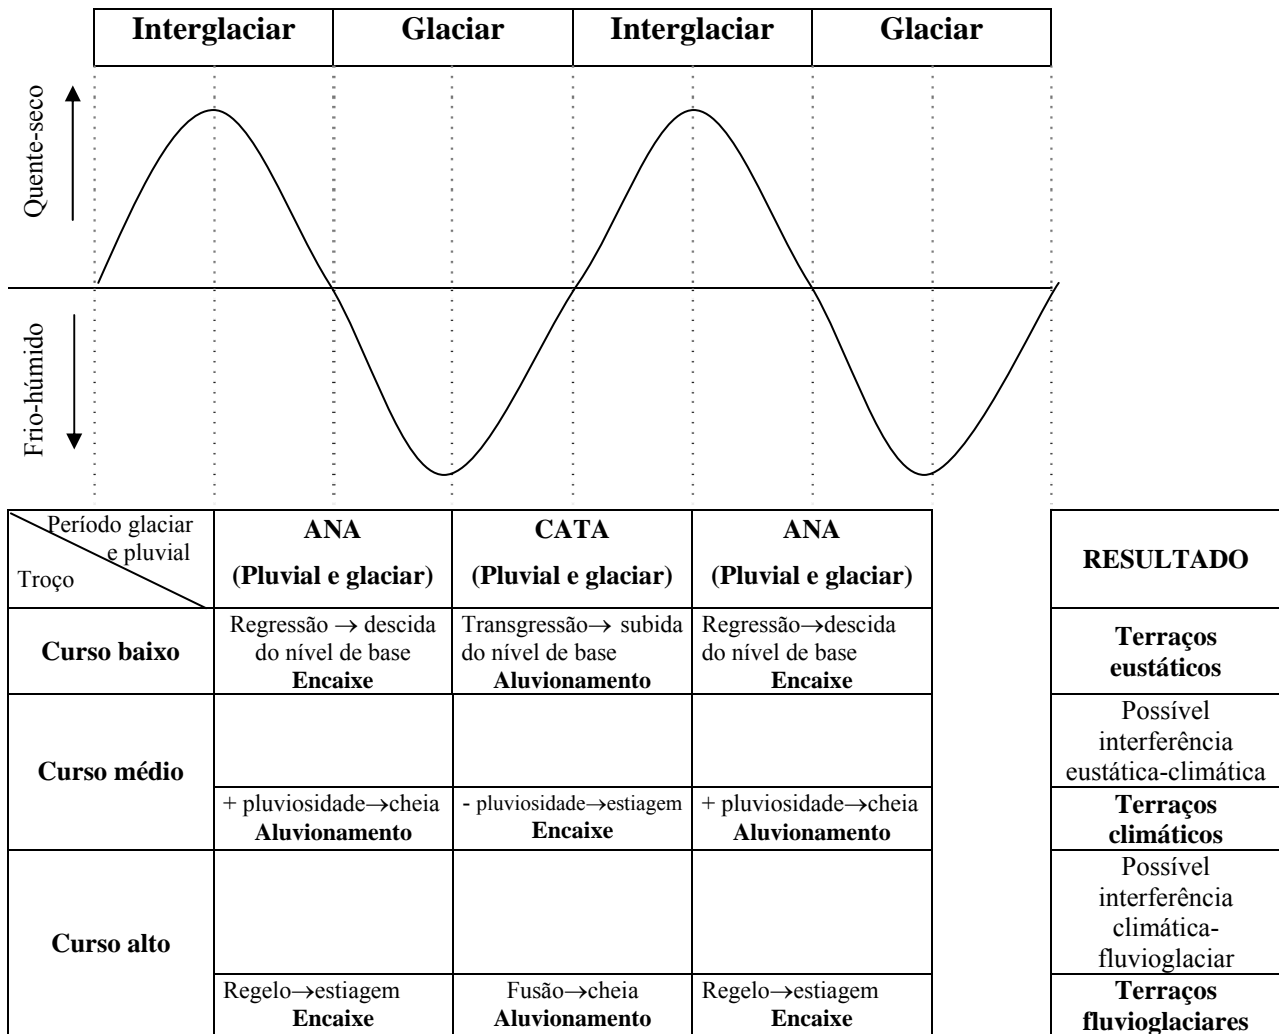 Interglaciar Glaciar Interglaciar Glaciar
Quente-seco
Frio-húmido
Período glaciar
e pluvial
Troço
ANA
(Pluvial e glaciar)
CATA
(Pluvial e glaciar)
ANA
(Pluvial e glaciar)
RESULTADO
Curso baixo
Regressão → descida
do nível de base
Encaixe
Transgressão→ subida
do nível de base
Aluvionamento
Regressão→descida
do nível de base
Encaixe
Terraços
eustáticos
Curso médio
Possível
interferência
eustática-climática
+ pluviosidade→cheia
Aluvionamento
- pluviosidade→estiagem
Encaixe
+ pluviosidade→cheia
Aluvionamento
Terraços
climáticos
Curso alto
Possível
interferência
climática-
fluvioglaciar
Regelo→estiagem
Encaixe
Fusão→cheia
Aluvionamento
Regelo→estiagem
Encaixe
Terraços
fluvioglaciares